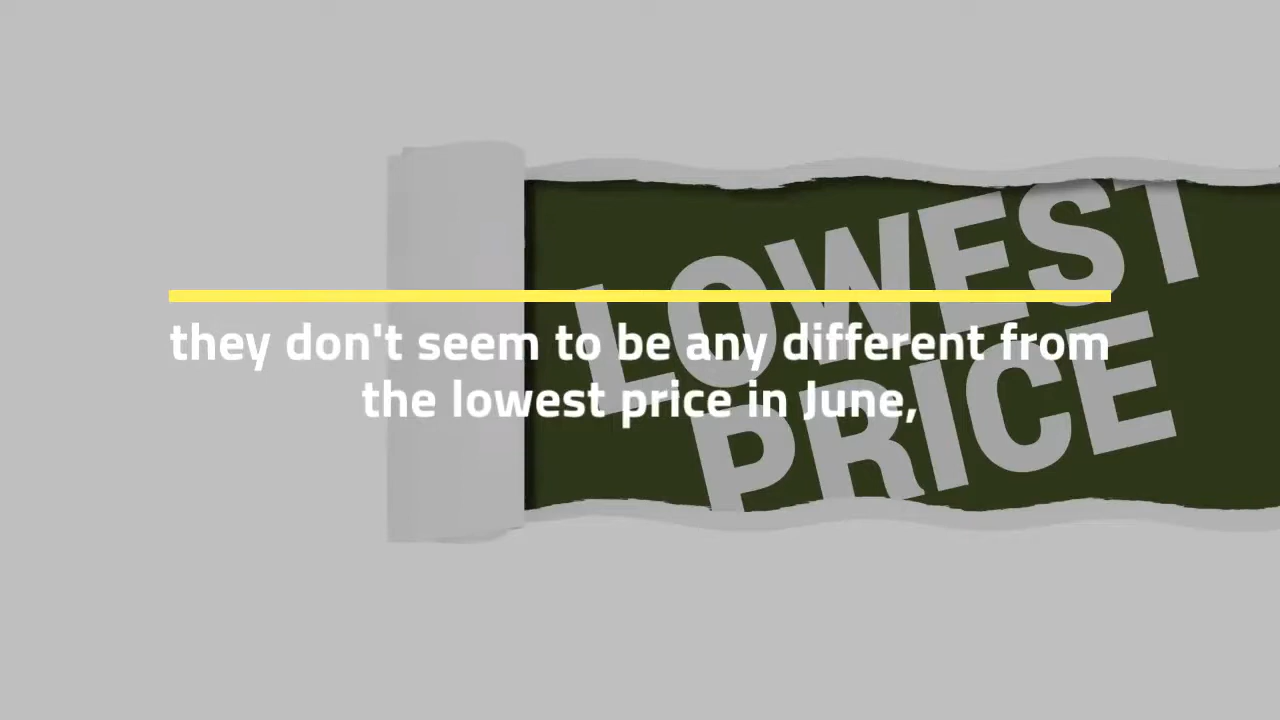 LOWEST
PRICE
they don't seem to be any different from
the lowest price in June,